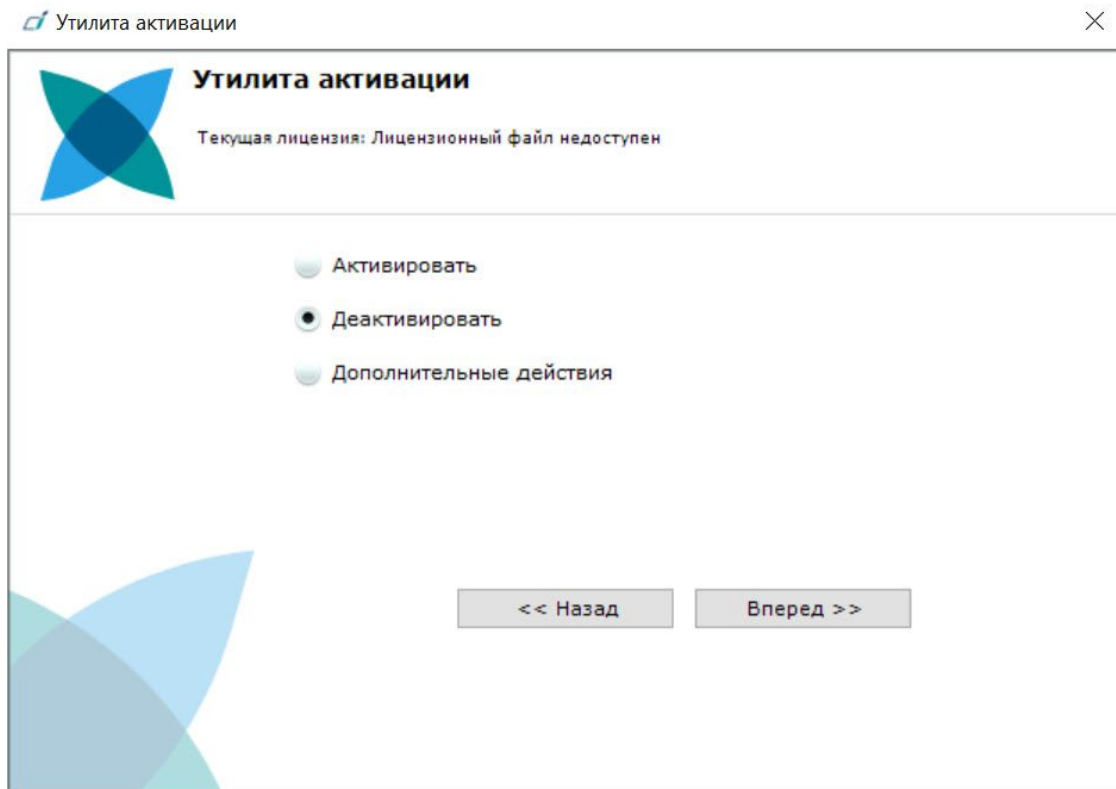 Утилита активации
Утилита активации
Текущая лицензия: Лицензионный файл недоступен
Активировать
Деактивировать
Дополнительные действия
<< Назад
Вперед >>